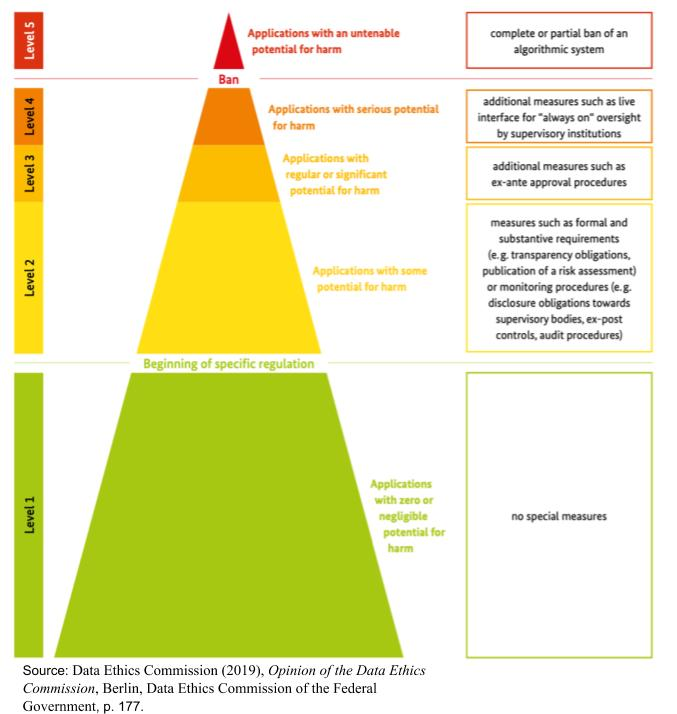 Level 5
Applications with an untenable
potential for harm
complete or partial ban of an
algorithmic system
Ban
Level 4
Applications with serious potential
for harm
additional measures such as live
interface for "always on" oversight
by supervisory institutions
Level 3
Applications with
regular or significant
potential for harm
additional measures such as
ex-ante approval procedures
Level 2
Applications with some
potential for harm
measures such as formal and
substantive requirements
(e.g. transparency obligations,
publication of a risk assessment)
or monitoring procedures (e.g.
disclosure obligations towards
supervisory bodies, ex-post
controls, audit procedures)
Beginning of specific regulation
Level 1
Applications
with zero or
negligible
potential for
harm
no special measures
Source: Data Ethics Commission (2019), Opinion of the Data Ethics
Commission, Berlin, Data Ethics Commission of the Federal
Government, p. 177.